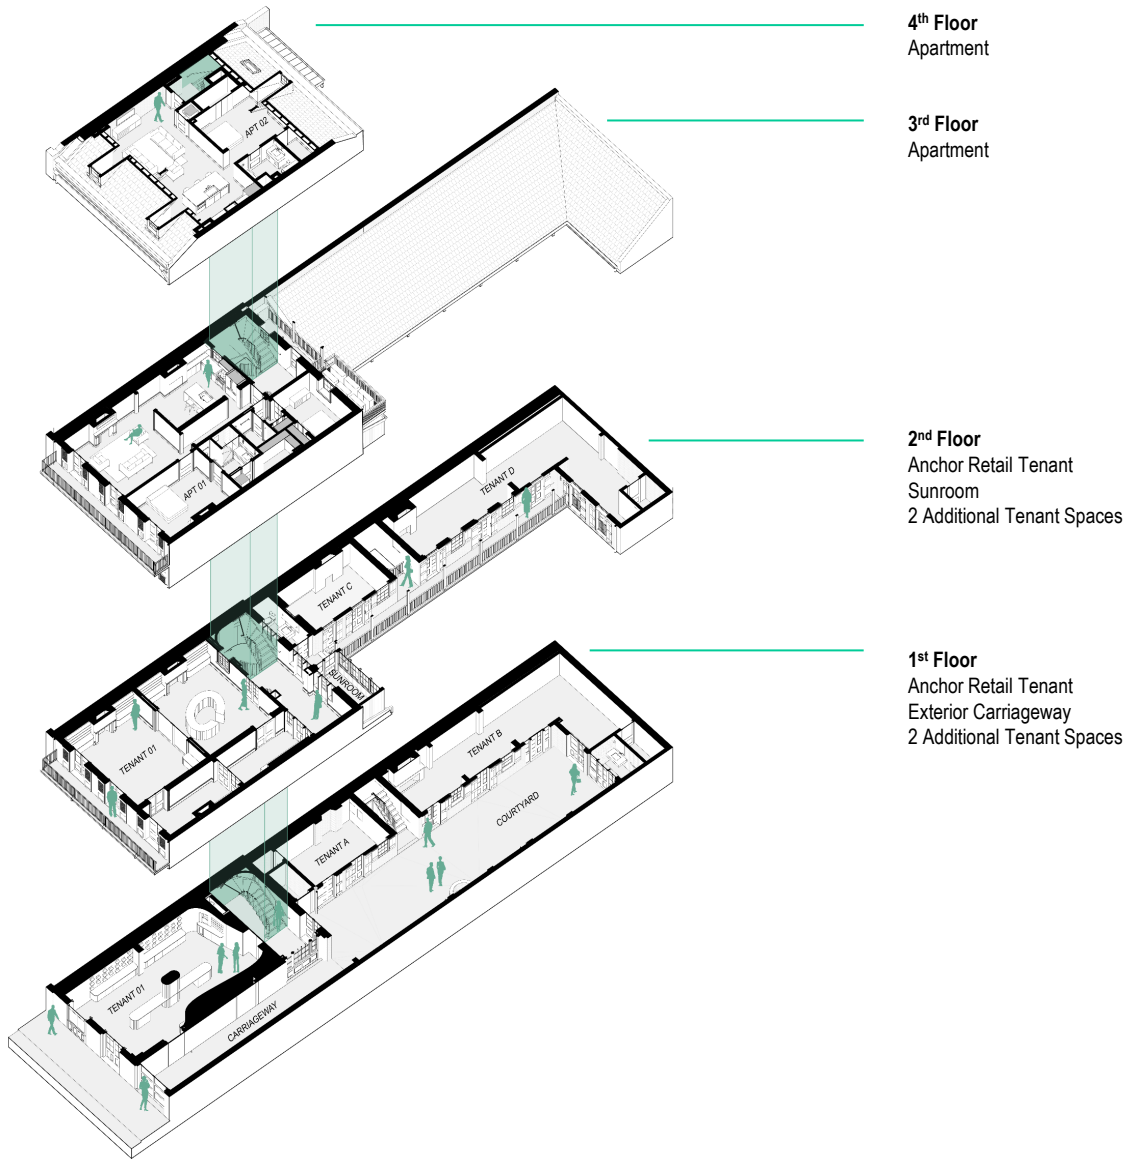 4th Floor
Apartment
3rd Floor
Apartment
2nd Floor
Anchor Retail Tenant
Sunroom
2 Additional Tenant Spaces
1st Floor
Anchor Retail Tenant
Exterior Carriageway
2 Additional Tenant Spaces
APT 02
APT 01
TENANT D
TENANT C
SUNROOM
TENANT 01
TENANT B
COURTYARD
TENANT A
TENANT 01
CARRIAGEWAY